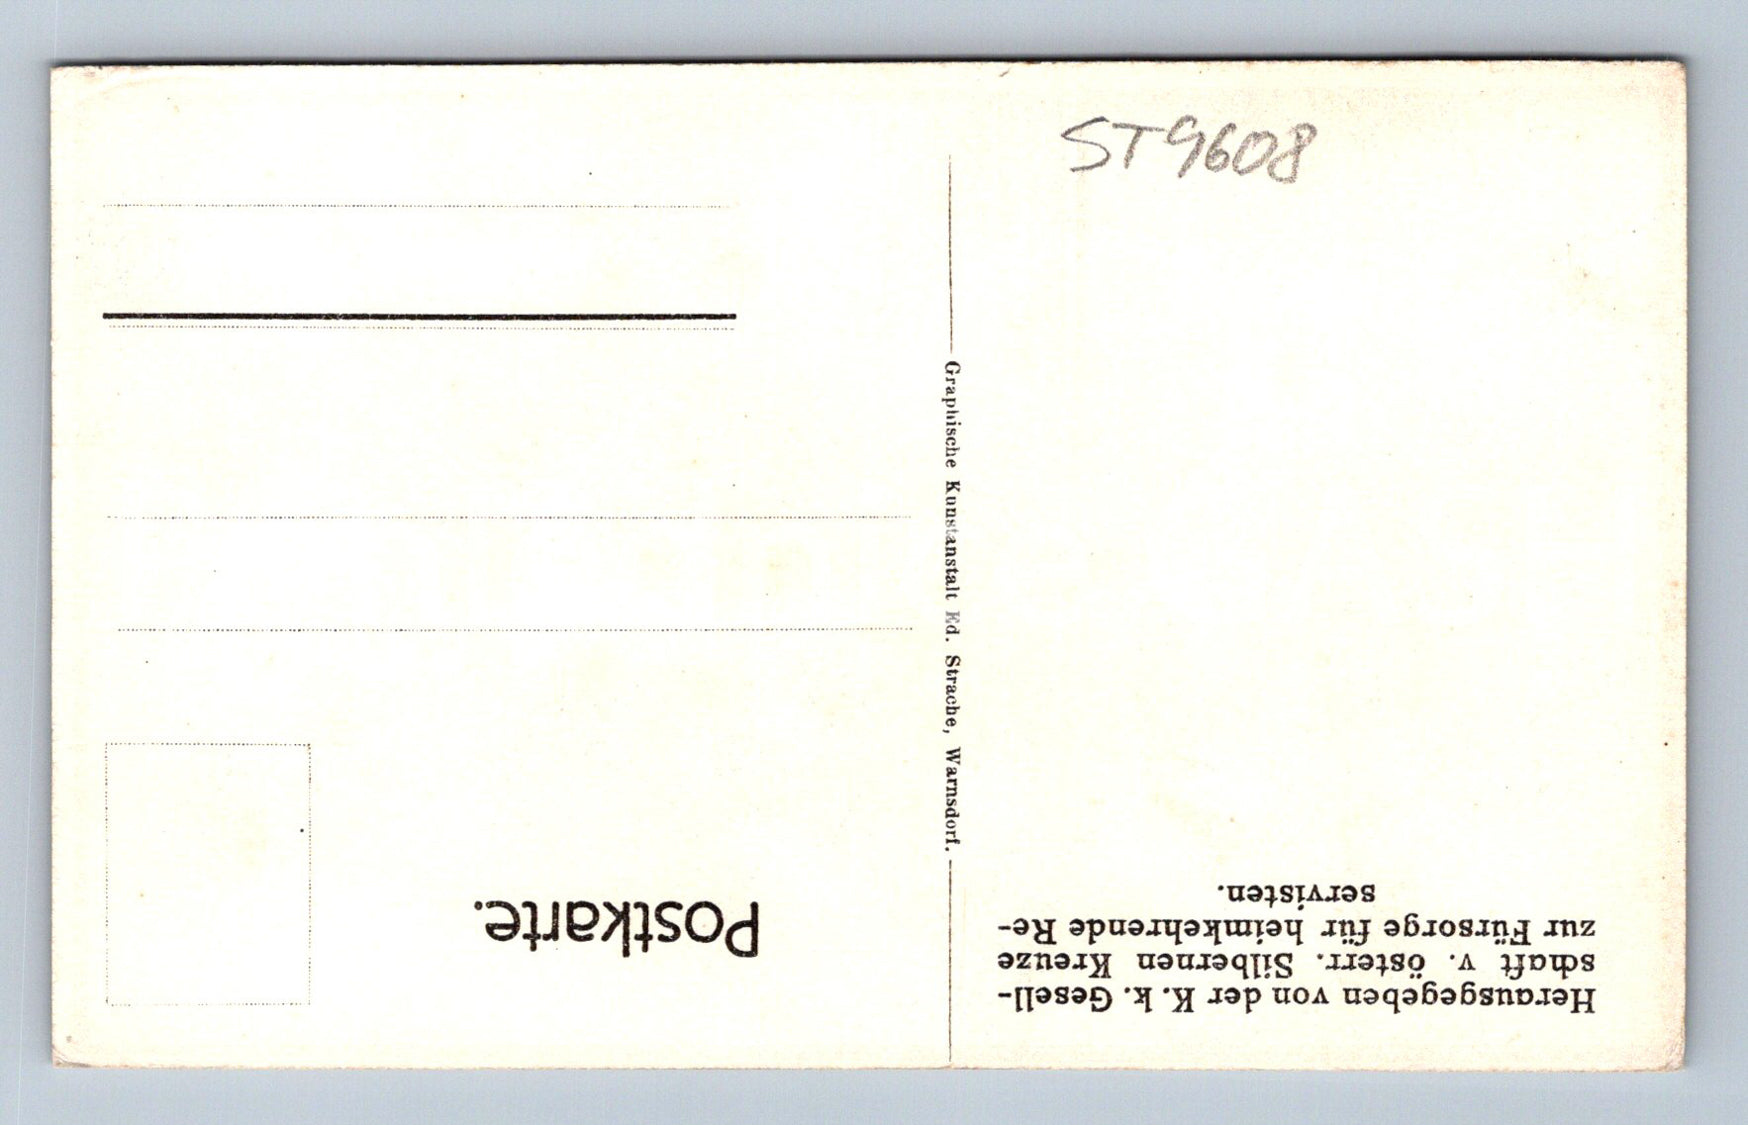 ST9608
Herausgegeben von der K. k. Gesell-
schaft v. österr. Silbernen Kreuze
zur Fürsorge für heimkehrende Re-
servisten.
Postkarte.
Graphische Kunstanstalt Ed. Strache, Warnsdorf.